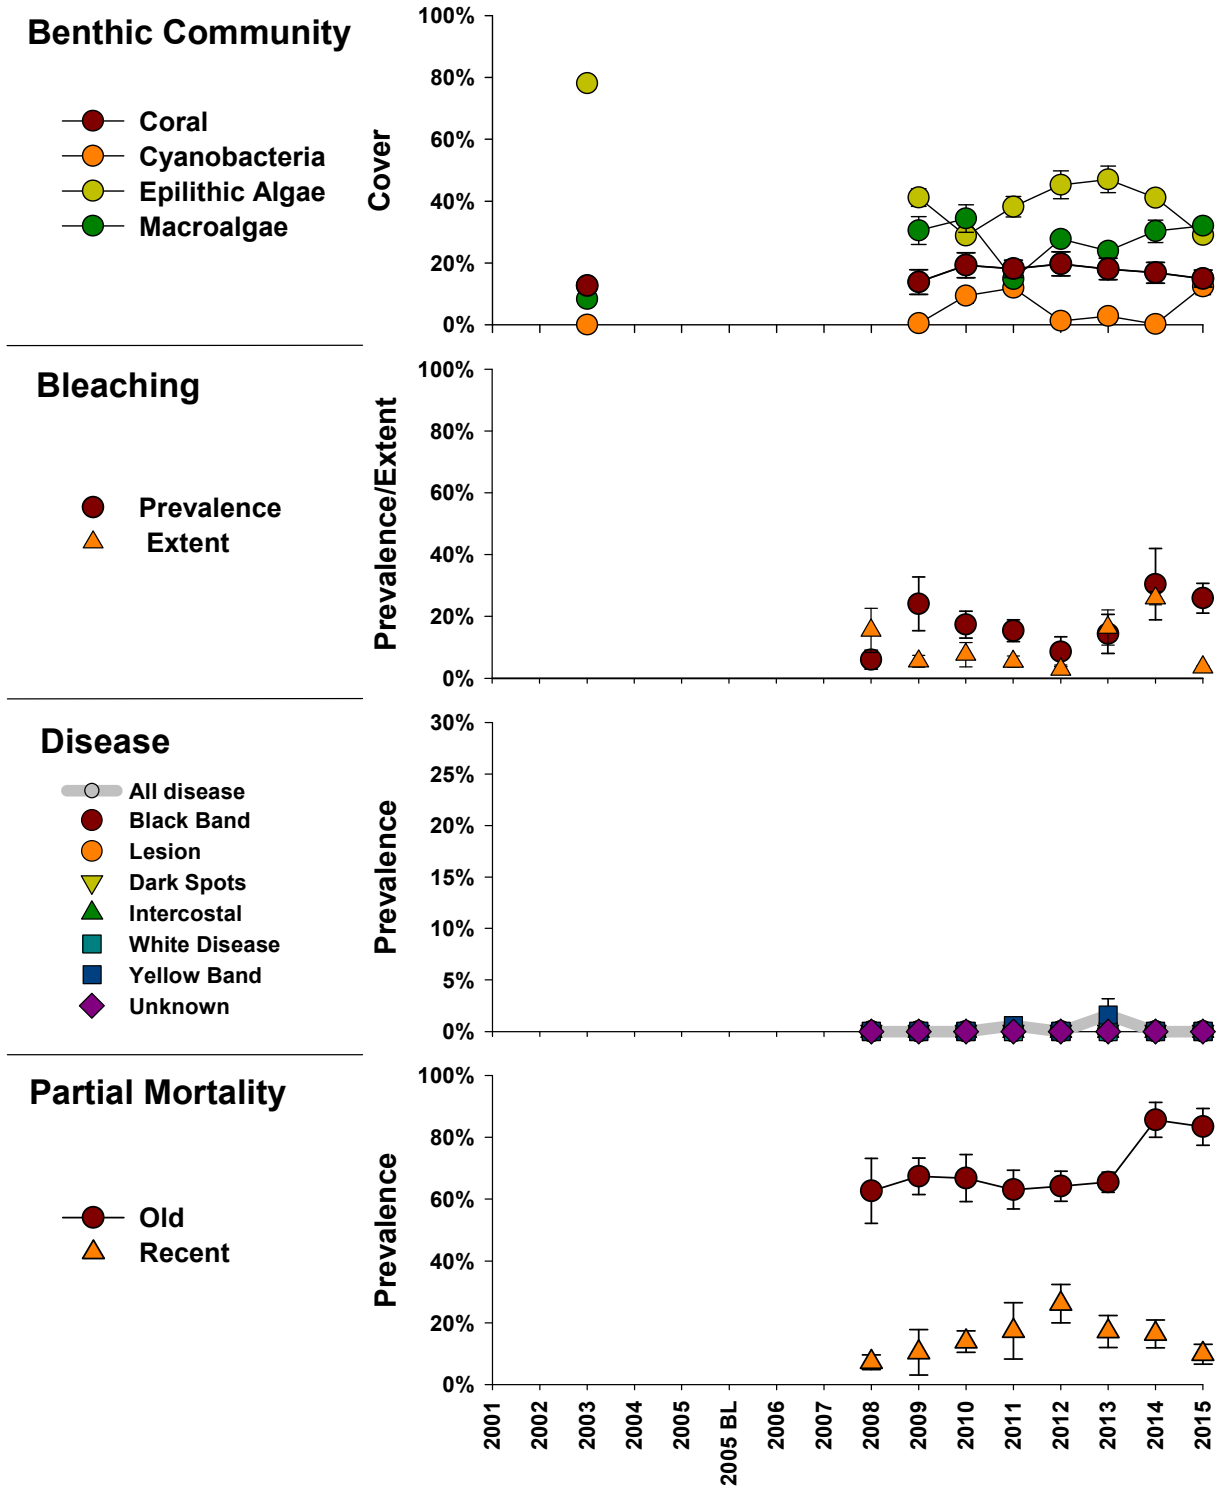 Benthic Community
Coral
Cyanobacteria
Epilithic Algae
Macroalgae
Cover
100%
80%
60%
40%
20%
0%
Bleaching
Prevalence
Extent
Prevalence/Extent
100%
80%
60%
40%
20%
0%
Disease
All disease
Black Band
Lesion
Dark Spots
Intercostal
White Disease
Yellow Band
Unknown
Prevalence
30%
25%
20%
15%
10%
5%
0%
Partial Mortality
Old
Recent
Prevalence
100%
80%
60%
40%
20%
0%
2001
2002
2003
2004
2005
2005 BL
2006
2007
2008
2009
2010
2011
2012
2013
2014
2015